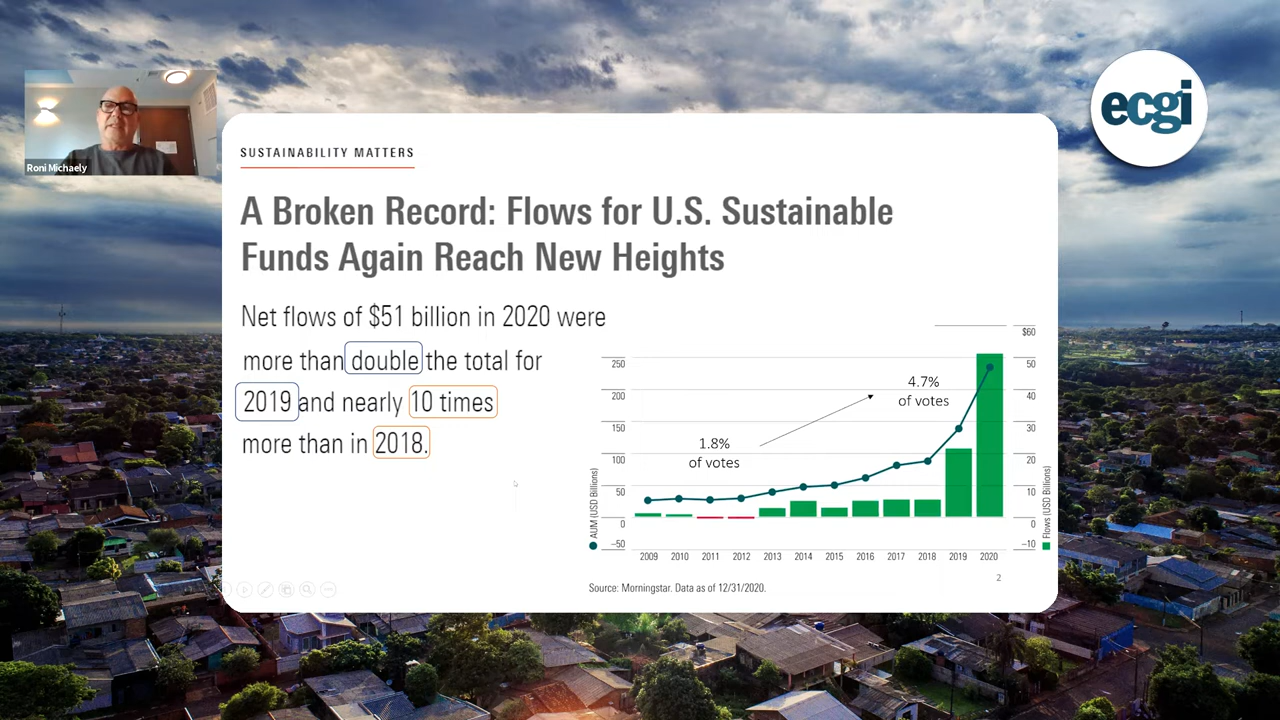 Roni Michaely
ecgi
SUSTAINABILITY MATTERS
A Broken Record: Flows for U.S. Sustainable
Funds Again Reach New Heights
Net flows of $51 billion in 2020 were
more than double the total for
2019 and nearly 10 times
more than in 2018.
AUM (USD Billions)
250
200
150
100
50
0
−50
1.8%
of votes
4.7%
of votes
$60
50
40
30
20
10
0
−10
Flows (USD Billions)
2009 2010 2011 2012 2013 2014 2015 2016 2017 2018 2019 2020
Source: Morningstar. Data as of 12/31/2020.
2